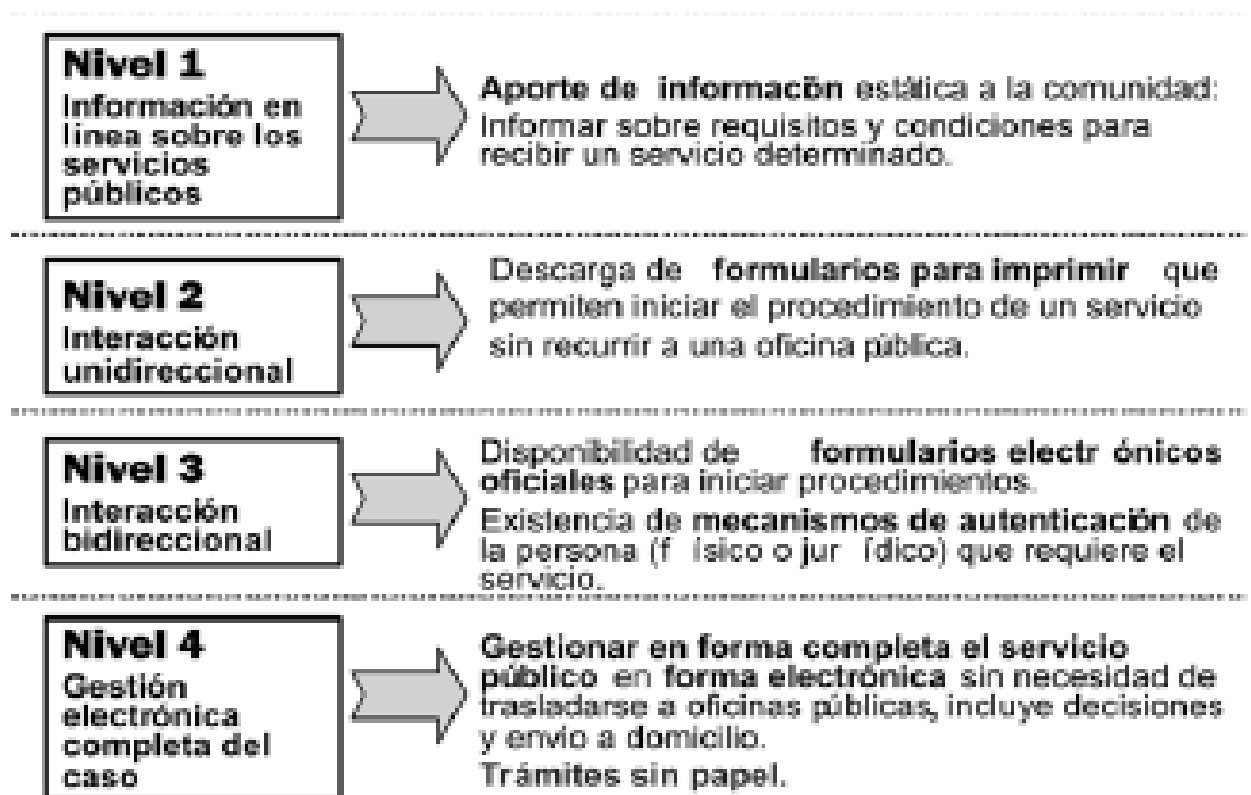 Nivel 1
Información en
línea sobre los
servicios
públicos
Aporte de informacõn estática a la comunidad:
Informar sobre requisitos y condiciones para
recibir un servicio determinado.
Nivel 2
Interacción
unidireccional
Descarga de formularios para imprimir que
permiten iniciar el procedimiento de un servicio
sin recurrir a una oficina pública.
Nivel 3
Interacción
bidireccional
Disponibilidad de formularios electr ónicos
oficiales para iniciar procedimientos.
Existencia de mecanismos de autenticación de
la persona (f ísico o jur ídico) que requiere el
servicio.
Nivel 4
Gestión
electrónica
completa del
caso
Gestionar en forma completa el servicio
público en forma electrónica sin necesidad de
trasladarse a oficinas públicas, incluye decisiones
y envío a domicilio.
Trámites sin papel.